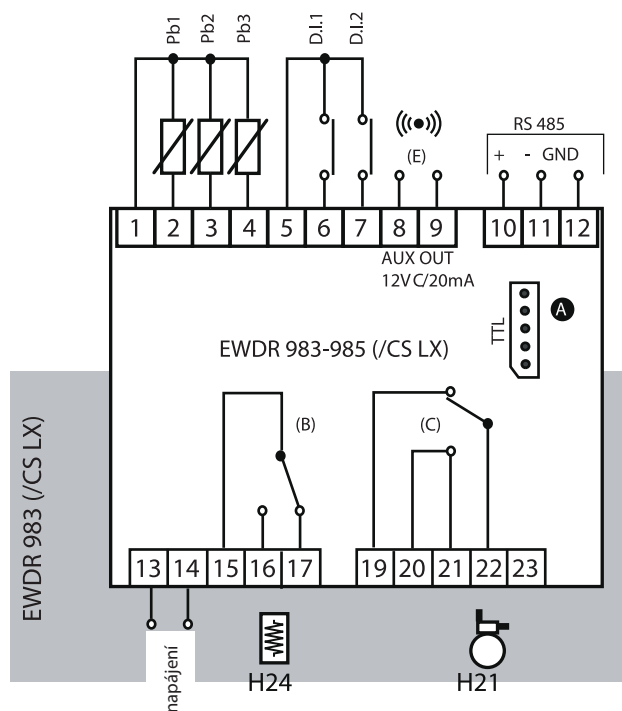 Pb1 Pb2 Pb3 D.I.1 D.I.2
RS 485
(E)
+ - GND
1 2 3 4 5 6 7 8 9 10 11 12
AUX OUT
12VC/20mA
TTL
A
EWDR 983-985 (/CS LX)
(B)
(C)
EWDR 983 (/CS LX)
13 14 15 16 17 19 20 21 22 23
napájení
H24
H21